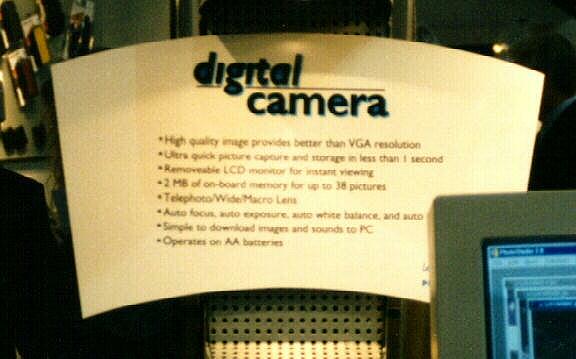 digital
camera
• High quality image provides better than VGA resolution
• Ultra quick picture capture and storage in less than 1 second
• Removeable LCD monitor for instant viewing
• 2 MB of on-board memory for up to 38 pictures
• Telephoto/Wide/Macro Lens
• Auto focus, auto exposure, auto white balance, and auto
• Simple to download images and sounds to PC
• Operates on AA batteries